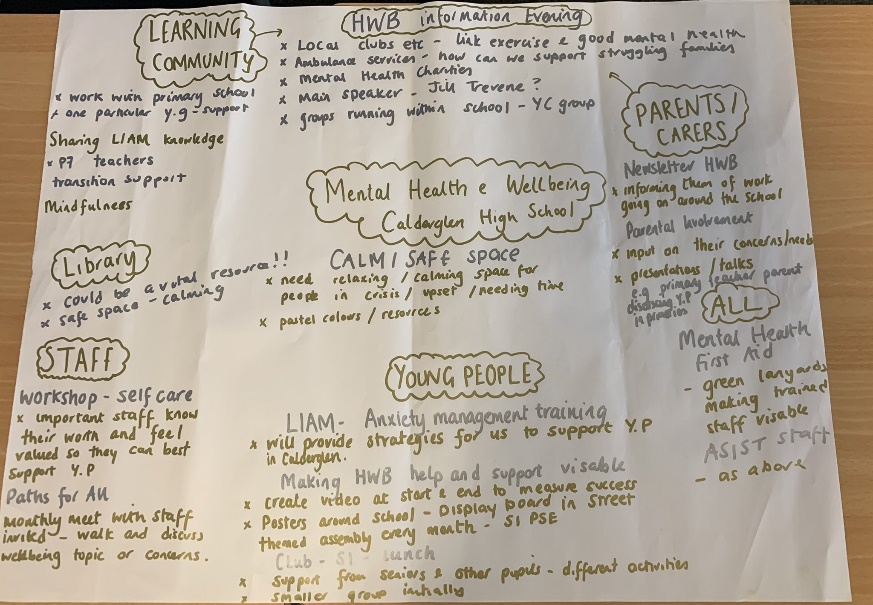 LEARNING
COMMUNITY
x work with primary school
x one particular y.g - support
Sharing LIAM knowledge
x P7 teachers
transition support
Mindfulness
HWB information Evening
x Local clubs etc - link exercise & good mental health
x Ambulance services - how can we support struggling families
x Mental Health Charities
x Main speaker - Jill Trevene?
x groups running within school - YC group
PARENTS/
CARERS
Newsletter HWB
x informing them of work
going on around the school
Parental Involvement
x input on their concerns/needs
x presentations / talks
e.g primary teacher parent
discussing Y.P
in primaries
Mental Health & Wellbeing
Calderglen High School
CALM / SAFE SPACE
x need relaxing / calming space for
people in crisis / upset / needing time
x pastel colours / resources
Library
x could be a vital resource!!
x safe space - calming
ALL
Mental Health
First Aid
- green lanyards
making trained
staff visable
ASIST staff
- as above
STAFF
Workshop - self care
x important staff know
their worth and feel
valued so they can best
support Y.P
Paths for All
Monthly meet with staff
invited - walk and discuss
wellbeing topic or concerns.
YOUNG PEOPLE
LIAM - Anxiety management training
x will provide strategies for us to support Y.P
in Calderglen.
Making HWB help and support visable
x Create video at start & end to measure success
x Posters around school - Display board in Street
themed assembly every month - S1 PSE
Club - S1 - Lunch
x Support from seniors & other pupils - different activities
x smaller group initially